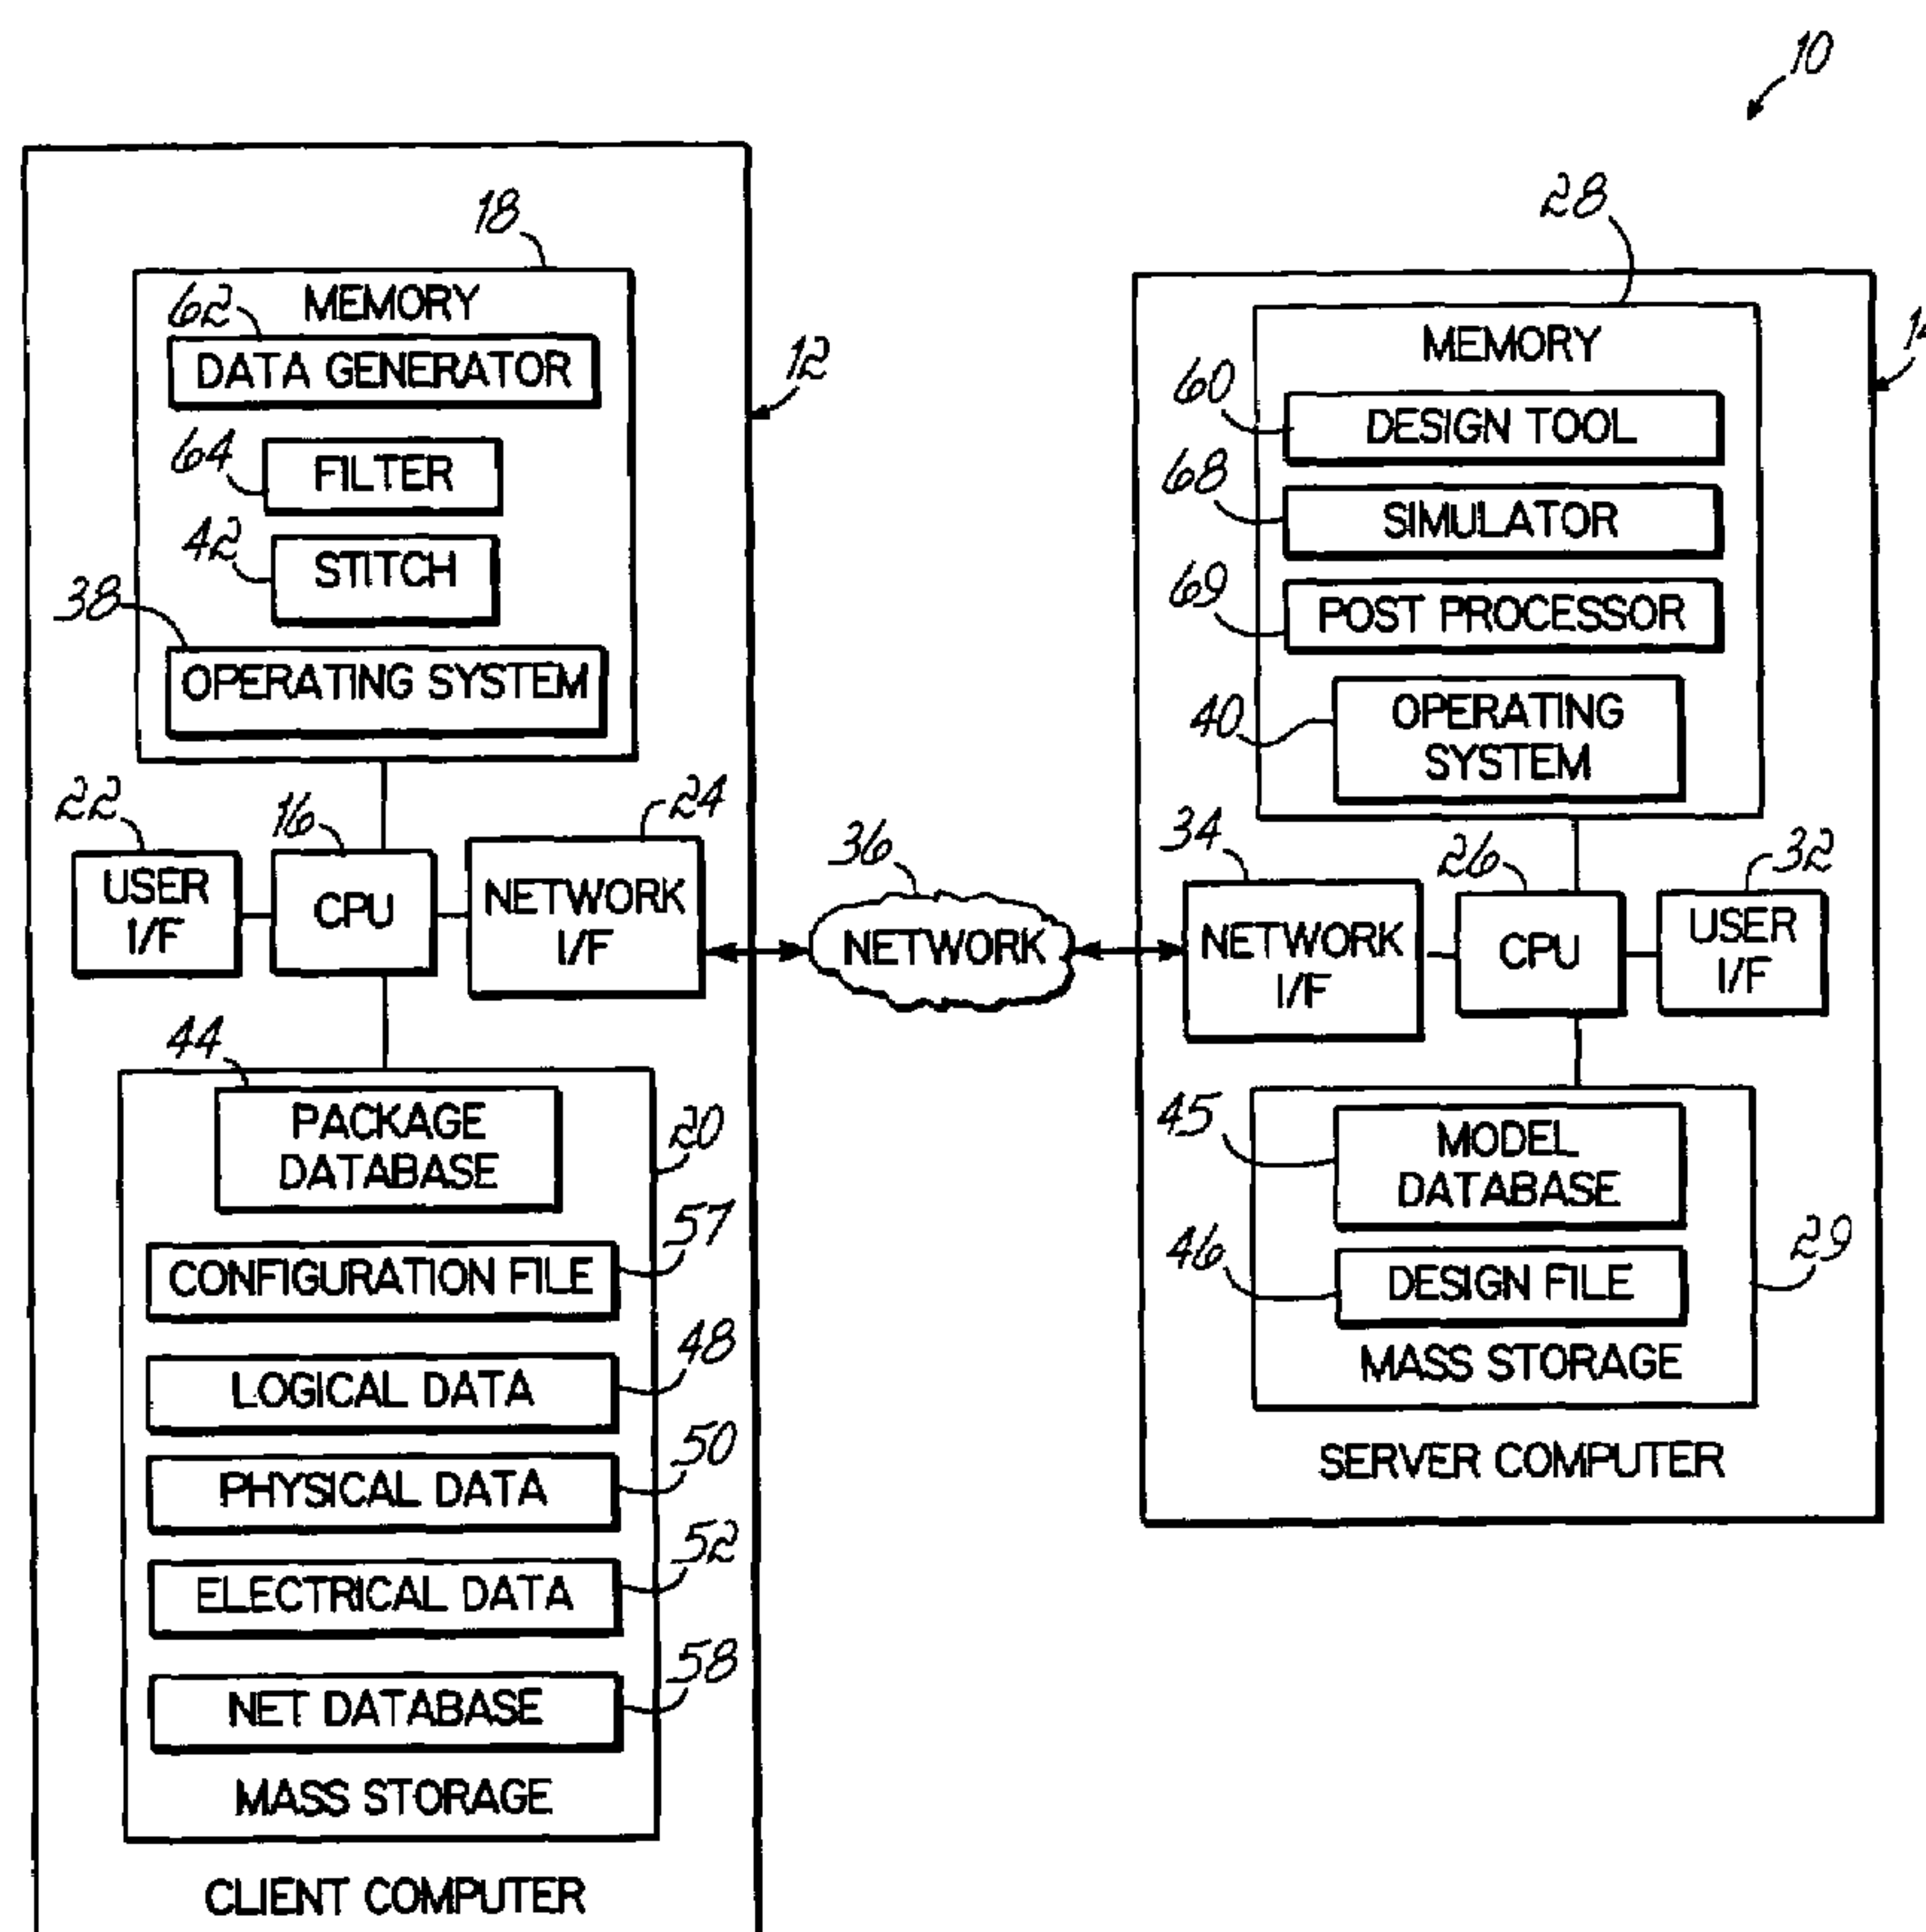 10
18
MEMORY
62
DATA GENERATOR
64
FILTER
42
STITCH
38
OPERATING SYSTEM
12
22
USER
I/F
16
CPU
24
NETWORK
I/F
44
PACKAGE
DATABASE
20
57
CONFIGURATION FILE
48
LOGICAL DATA
50
PHYSICAL DATA
52
ELECTRICAL DATA
58
NET DATABASE
MASS STORAGE
CLIENT COMPUTER
36
NETWORK
28
MEMORY
60
DESIGN TOOL
68
SIMULATOR
69
POST PROCESSOR
40
OPERATING
SYSTEM
34
NETWORK
I/F
26
CPU
32
USER
I/F
45
MODEL
DATABASE
46
DESIGN FILE
29
MASS STORAGE
SERVER COMPUTER